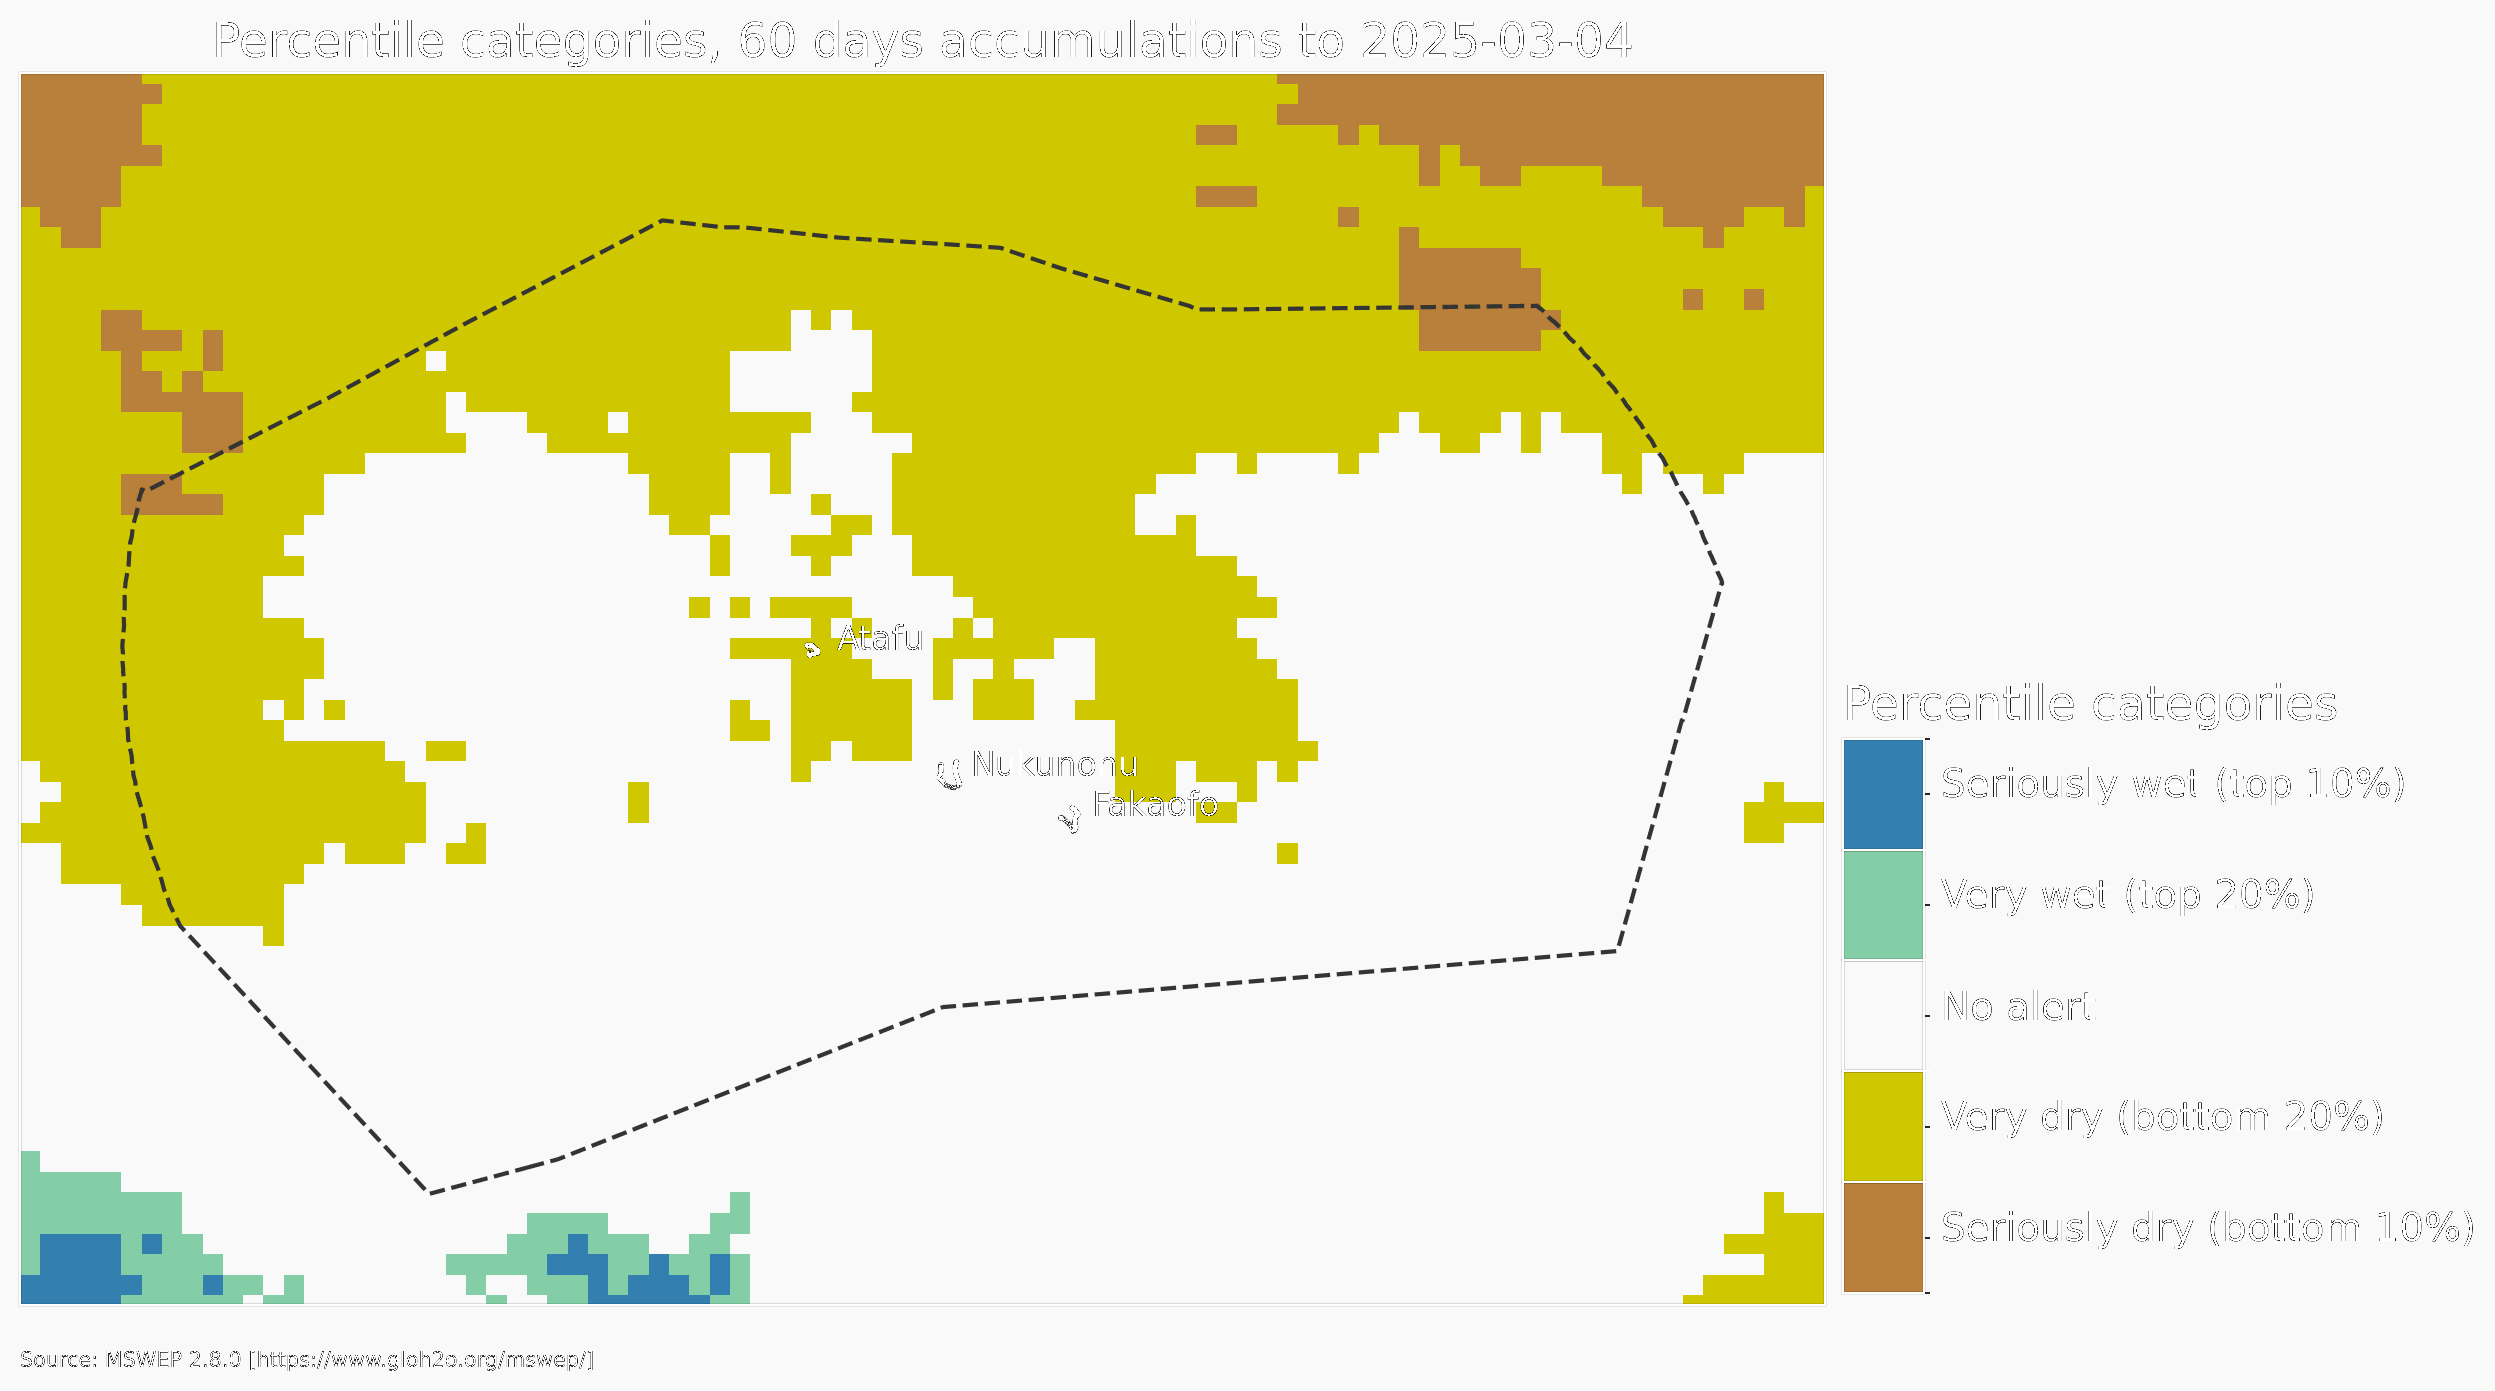 Percentile categories, 60 days accumulations to 2025-03-04
Atafu
Nukunonu
Fakaofo
Percentile categories
Seriously wet (top 10%)
Very wet (top 20%)
No alert
Very dry (bottom 20%)
Seriously dry (bottom 10%)
Source: MSWEP 2.8.0 [https://www.gloh2o.org/mswep/]